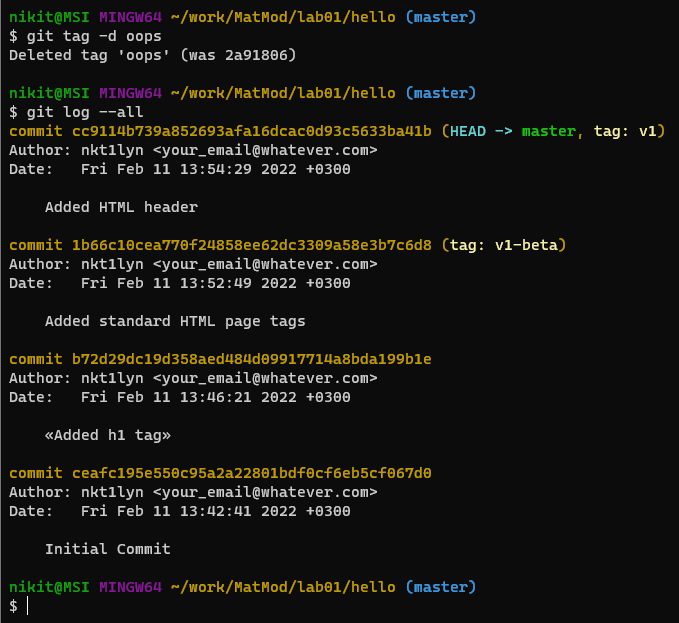 nikit@MSI MINGW64 ~/work/MatMod/lab01/hello (master)
$ git tag -d oops
Deleted tag 'oops' (was 2a91806)
nikit@MSI MINGW64 ~/work/MatMod/lab01/hello (master)
$ git log --all
commit cc9114b739a852693afa16dcac0d93c5633ba41b (HEAD -> master, tag: v1)
Author: nkt1lyn <your_email@whatever.com>
Date:   Fri Feb 11 13:54:29 2022 +0300
Added HTML header
commit 1b66c10cea770f24858ee62dc3309a58e3b7c6d8 (tag: v1-beta)
Author: nkt1lyn <your_email@whatever.com>
Date:   Fri Feb 11 13:52:49 2022 +0300
Added standard HTML page tags
commit b72d29dc19d358aed484d09917714a8bda199b1e
Author: nkt1lyn <your_email@whatever.com>
Date:   Fri Feb 11 13:46:21 2022 +0300
«Added h1 tag»
commit ceafc195e550c95a2a22801bdf0cf6eb5cf067d0
Author: nkt1lyn <your_email@whatever.com>
Date:   Fri Feb 11 13:42:41 2022 +0300
Initial Commit
nikit@MSI MINGW64 ~/work/MatMod/lab01/hello (master)
$